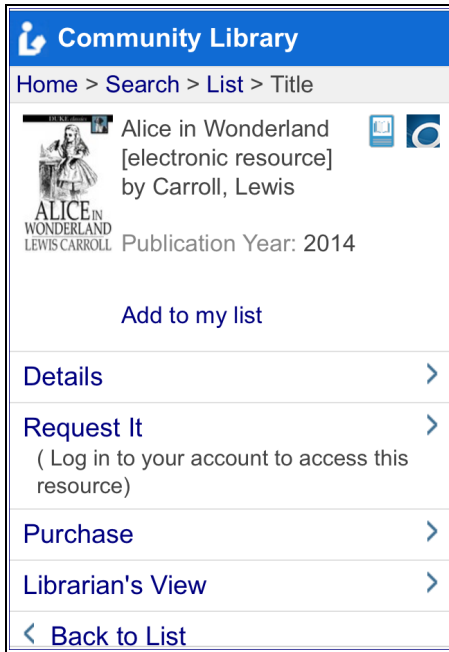 Community Library
Home > Search > List > Title
DUKE classics
ALICE IN
WONDERLAND
LEWIS CARROLL
Alice in Wonderland
[electronic resource]
by Carroll, Lewis
Publication Year: 2014
Add to my list
Details
Request It
( Log in to your account to access this
resource)
Purchase
Librarian's View
Back to List